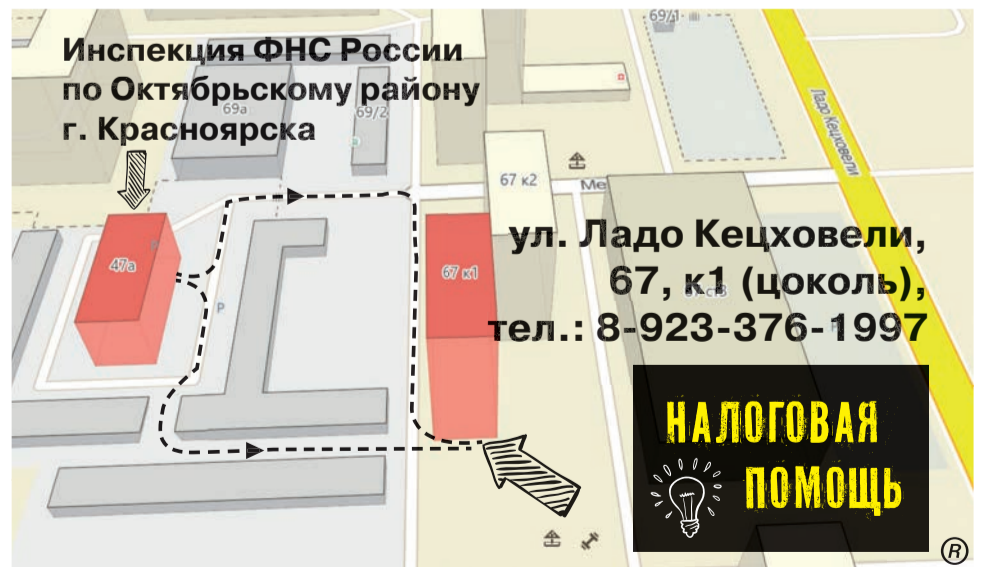 Инспекция ФНС России
по Октябрьскому району
г. Красноярска
69/1
69а
69/2
Ладо Кецховели
67 к2
47а
67 к1
P
ул. Ладо Кецховели,
67, к1 (цоколь),
тел.: 8-923-376-1997
P
НАЛОГОВАЯ
ПОМОЩЬ
®